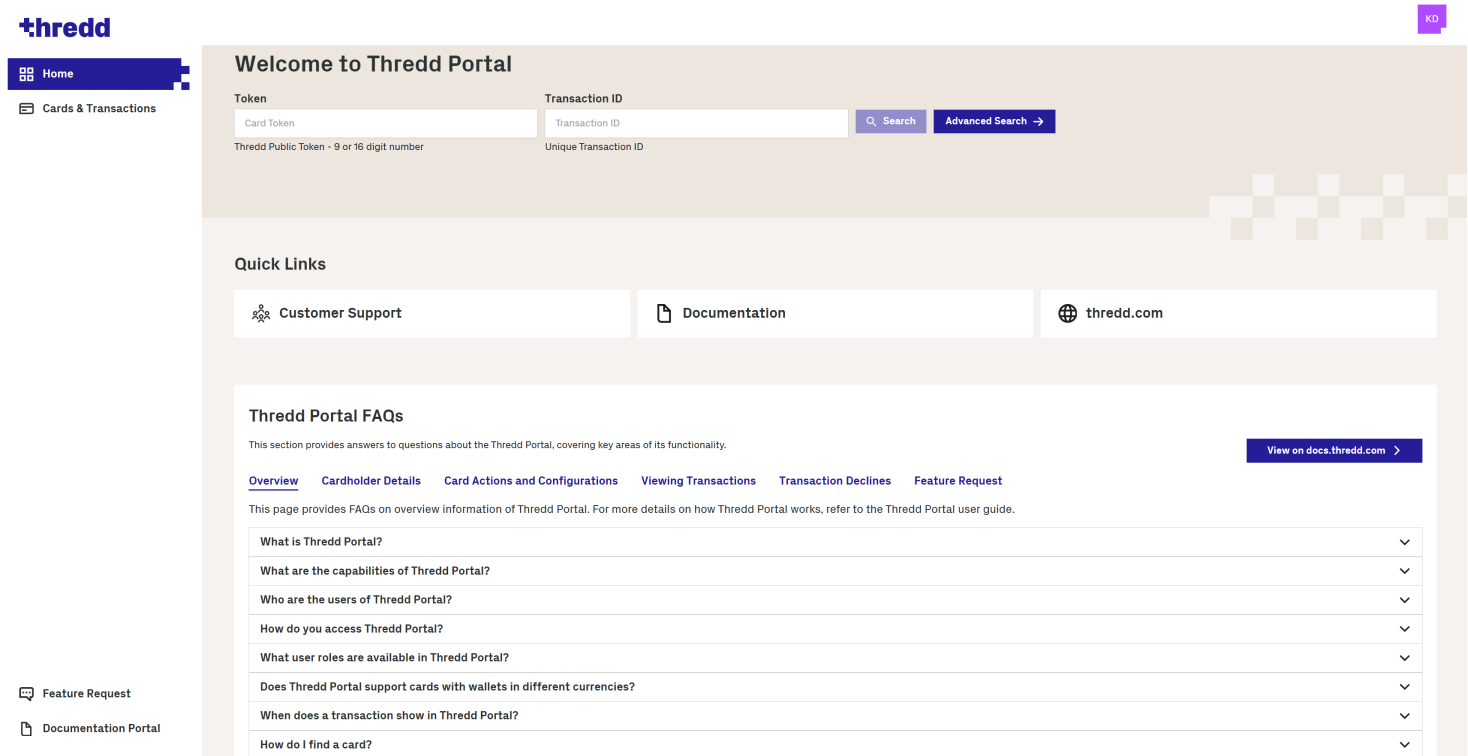 thredd
KD
Home
Cards & Transactions
Welcome to Thredd Portal
Token
Transaction ID
Card Token
Transaction ID
Search
Advanced Search
Thredd Public Token - 9 or 16 digit number
Unique Transaction ID
Quick Links
Customer Support
Documentation
thredd.com
Thredd Portal FAQs
This section provides answers to questions about the Thredd Portal, covering key areas of its functionality.
View on docs.thredd.com
Overview
Cardholder Details
Card Actions and Configurations
Viewing Transactions
Transaction Declines
Feature Request
This page provides FAQs on overview information of Thredd Portal. For more details on how Thredd Portal works, refer to the Thredd Portal user guide.
What is Thredd Portal?
What are the capabilities of Thredd Portal?
Who are the users of Thredd Portal?
How do you access Thredd Portal?
What user roles are available in Thredd Portal?
Does Thredd Portal support cards with wallets in different currencies?
When does a transaction show in Thredd Portal?
How do I find a card?
Feature Request
Documentation Portal